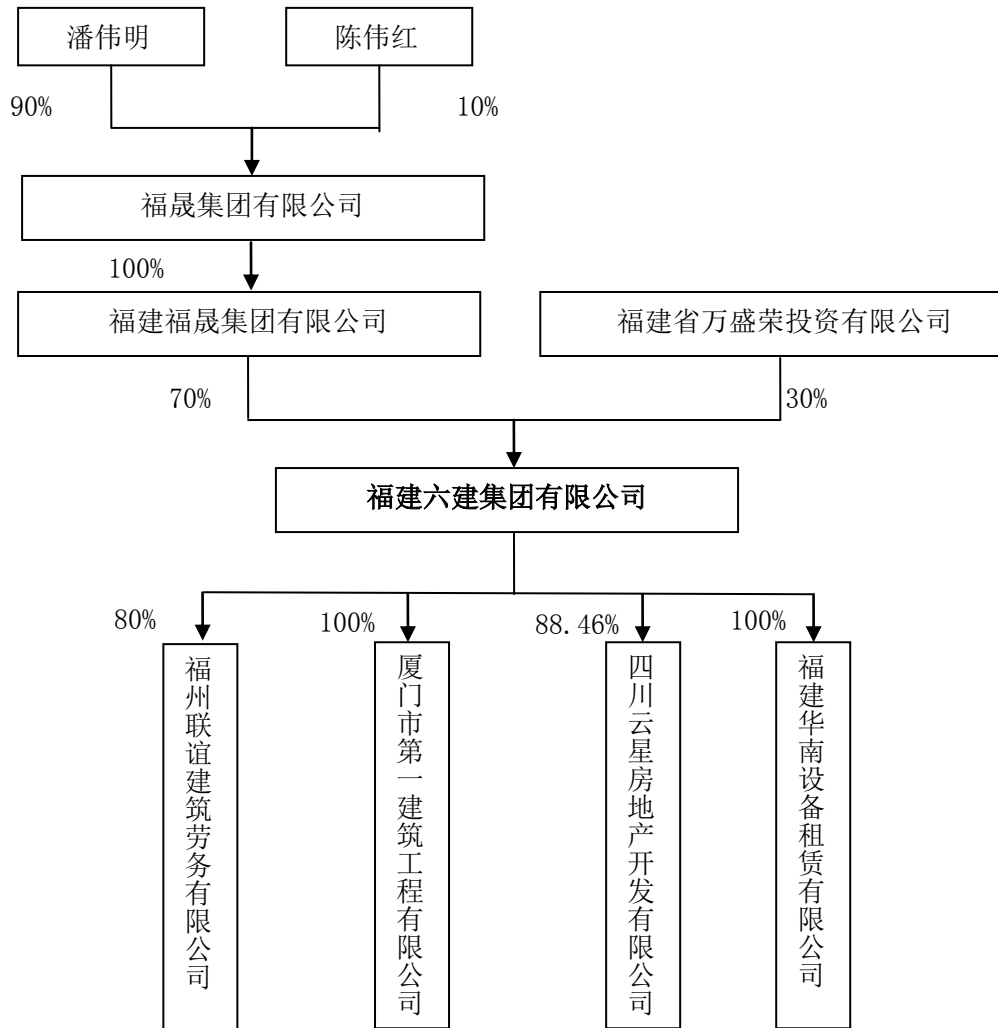 潘伟明
陈伟红
90%
10%
福晟集团有限公司
100%
福建福晟集团有限公司
福建省万盛荣投资有限公司
70%
30%
福建六建集团有限公司
80%
100%
88.46%
100%
福州联谊建筑劳务有限公司
厦门市第一建筑工程有限公司
四川云星房地产开发有限公司
福建华南设备租赁有限公司